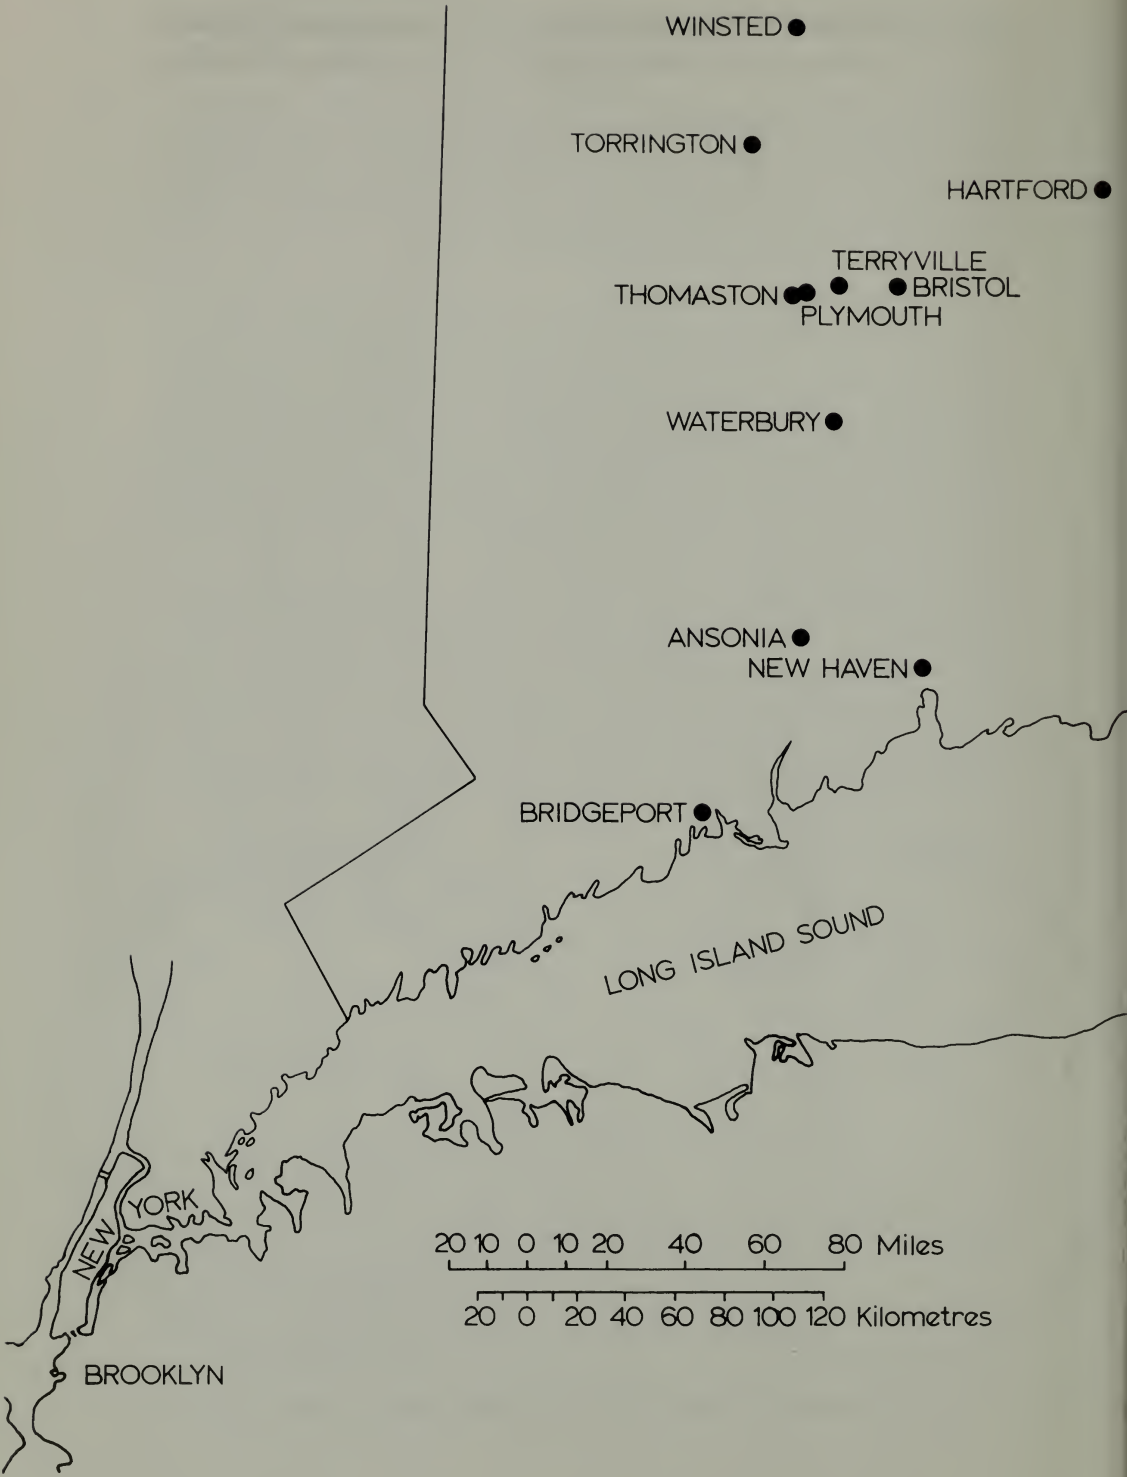 WINSTED
TORRINGTON
HARTFORD
TERRYVILLE
THOMASTON
BRISTOL
PLYMOUTH
WATERBURY
ANSONIA
NEW HAVEN
BRIDGEPORT
LONG ISLAND SOUND
NEW YORK
20 10 0 10 20 40 60 80 Miles
20 0 20 40 60 80 100 120 Kilometres
BROOKLYN